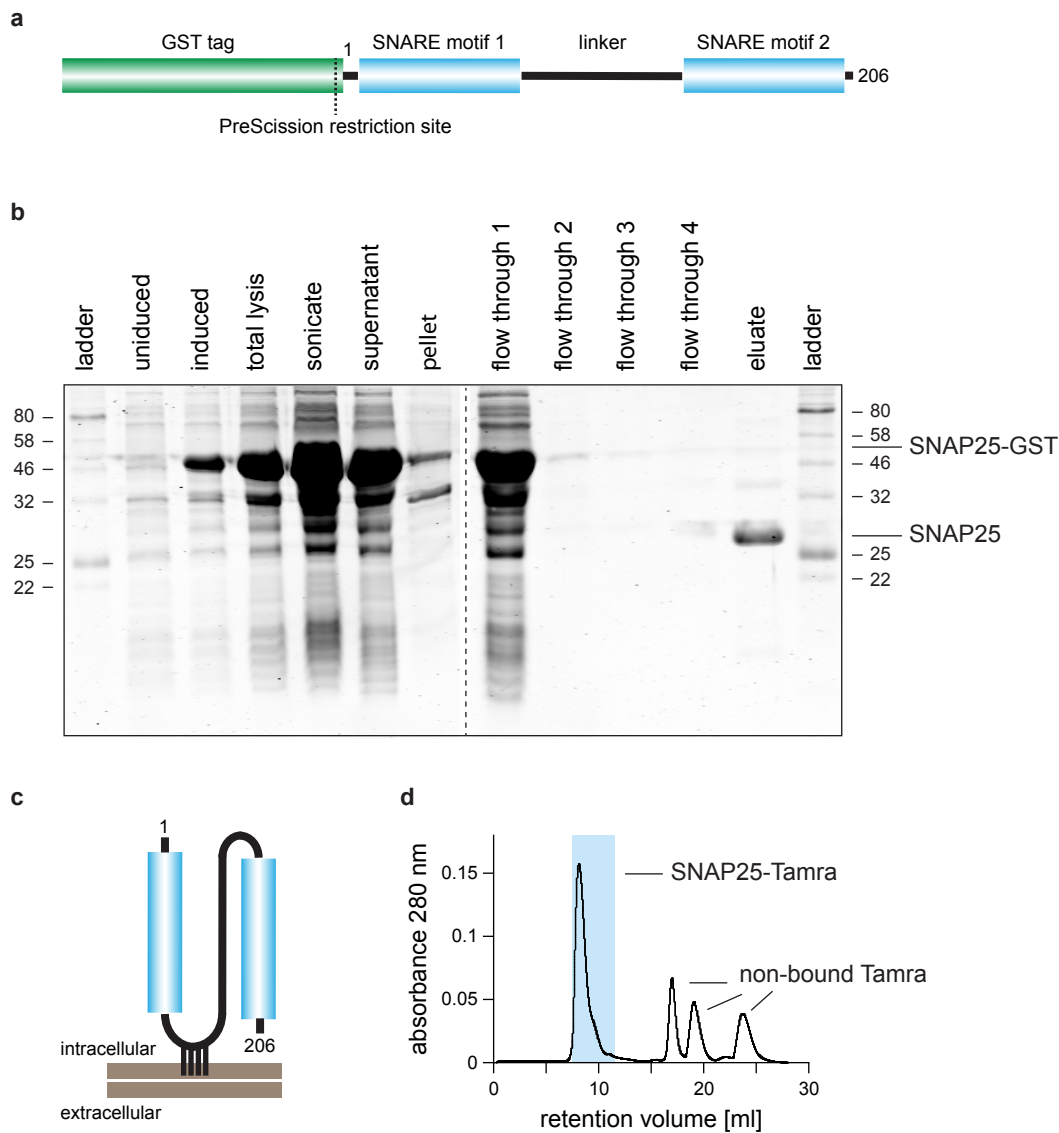 a
GST tag
1
SNARE motif 1
linker
SNARE motif 2
206
PreScission restriction site
b
ladder
uniduced
induced
total lysis
sonicate
supernatant
pellet
flow through 1
flow through 2
flow through 3
flow through 4
eluate
ladder
80
58
46
32
25
22
80
58
46
32
25
22
SNAP25-GST
SNAP25
c
1
206
intracellular
extracellular
d
absorbance 280 nm
0.15
0.1
0.05
0
SNAP25-Tamra
non-bound Tamra
0 10 20 30
retention volume [ml]